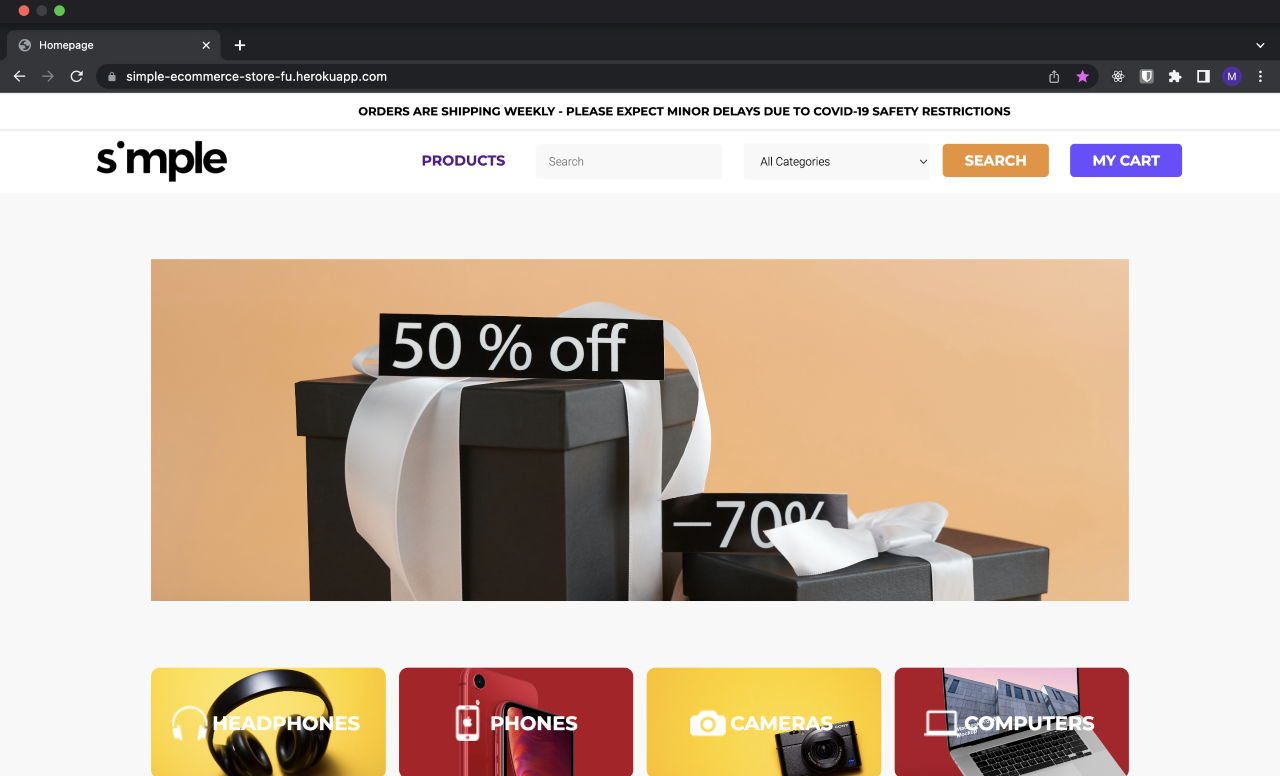 Homepage
simple-ecommerce-store-fu.herokuapp.com
M
ORDERS ARE SHIPPING WEEKLY - PLEASE EXPECT MINOR DELAYS DUE TO COVID-19 SAFETY RESTRICTIONS
simple
PRODUCTS
Search
All Categories
SEARCH
MY CART
50 % off
–70%
HEADPHONES
PHONES
CAMERAS
COMPUTERS